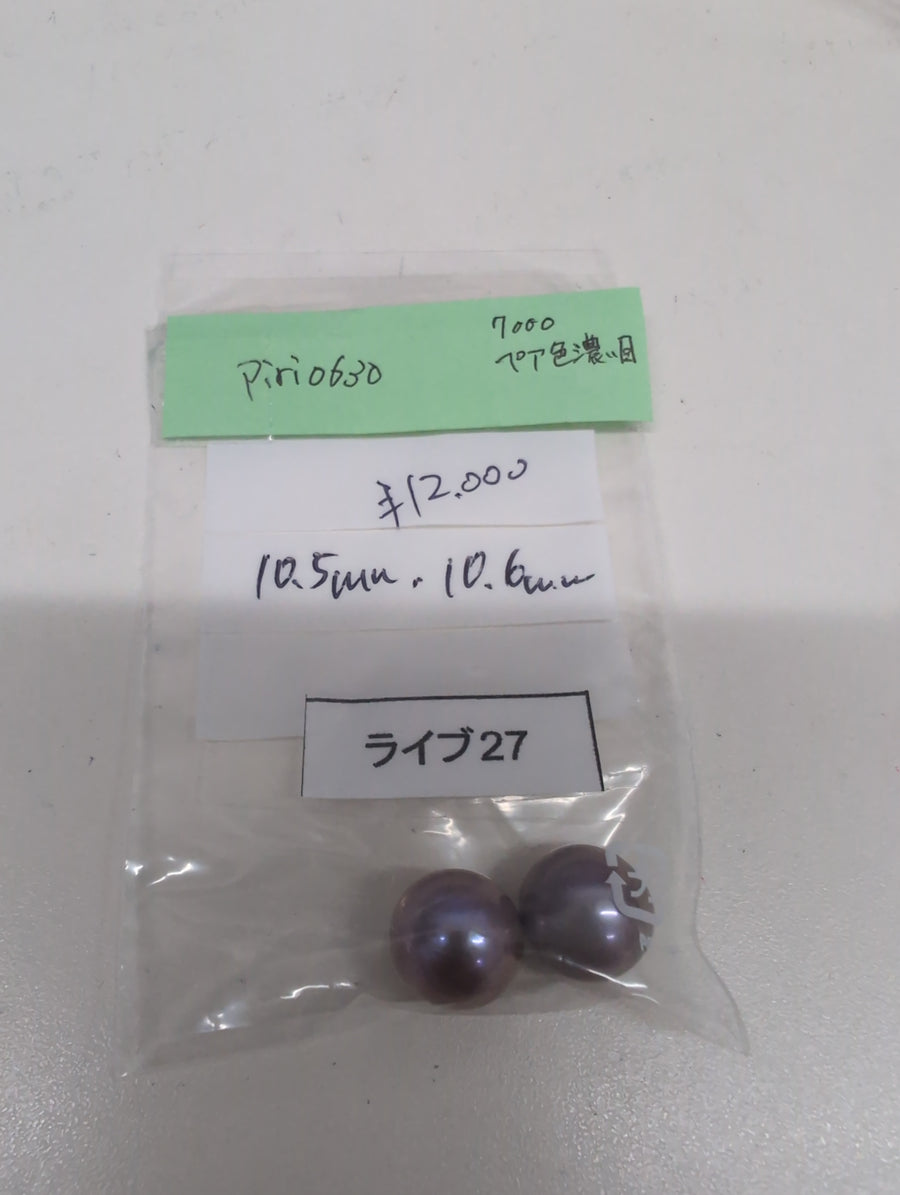 7000
ペア色濃い目
piri0630
¥12.000
10.5mm. 10.6mm
ライブ27